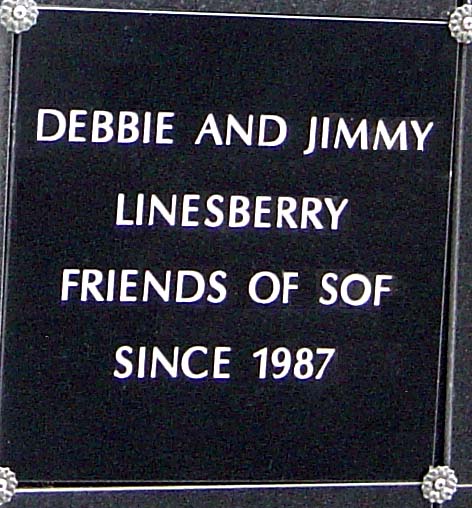 DEBBIE AND JIMMY
LINESBERRY
FRIENDS OF SOF
SINCE 1987